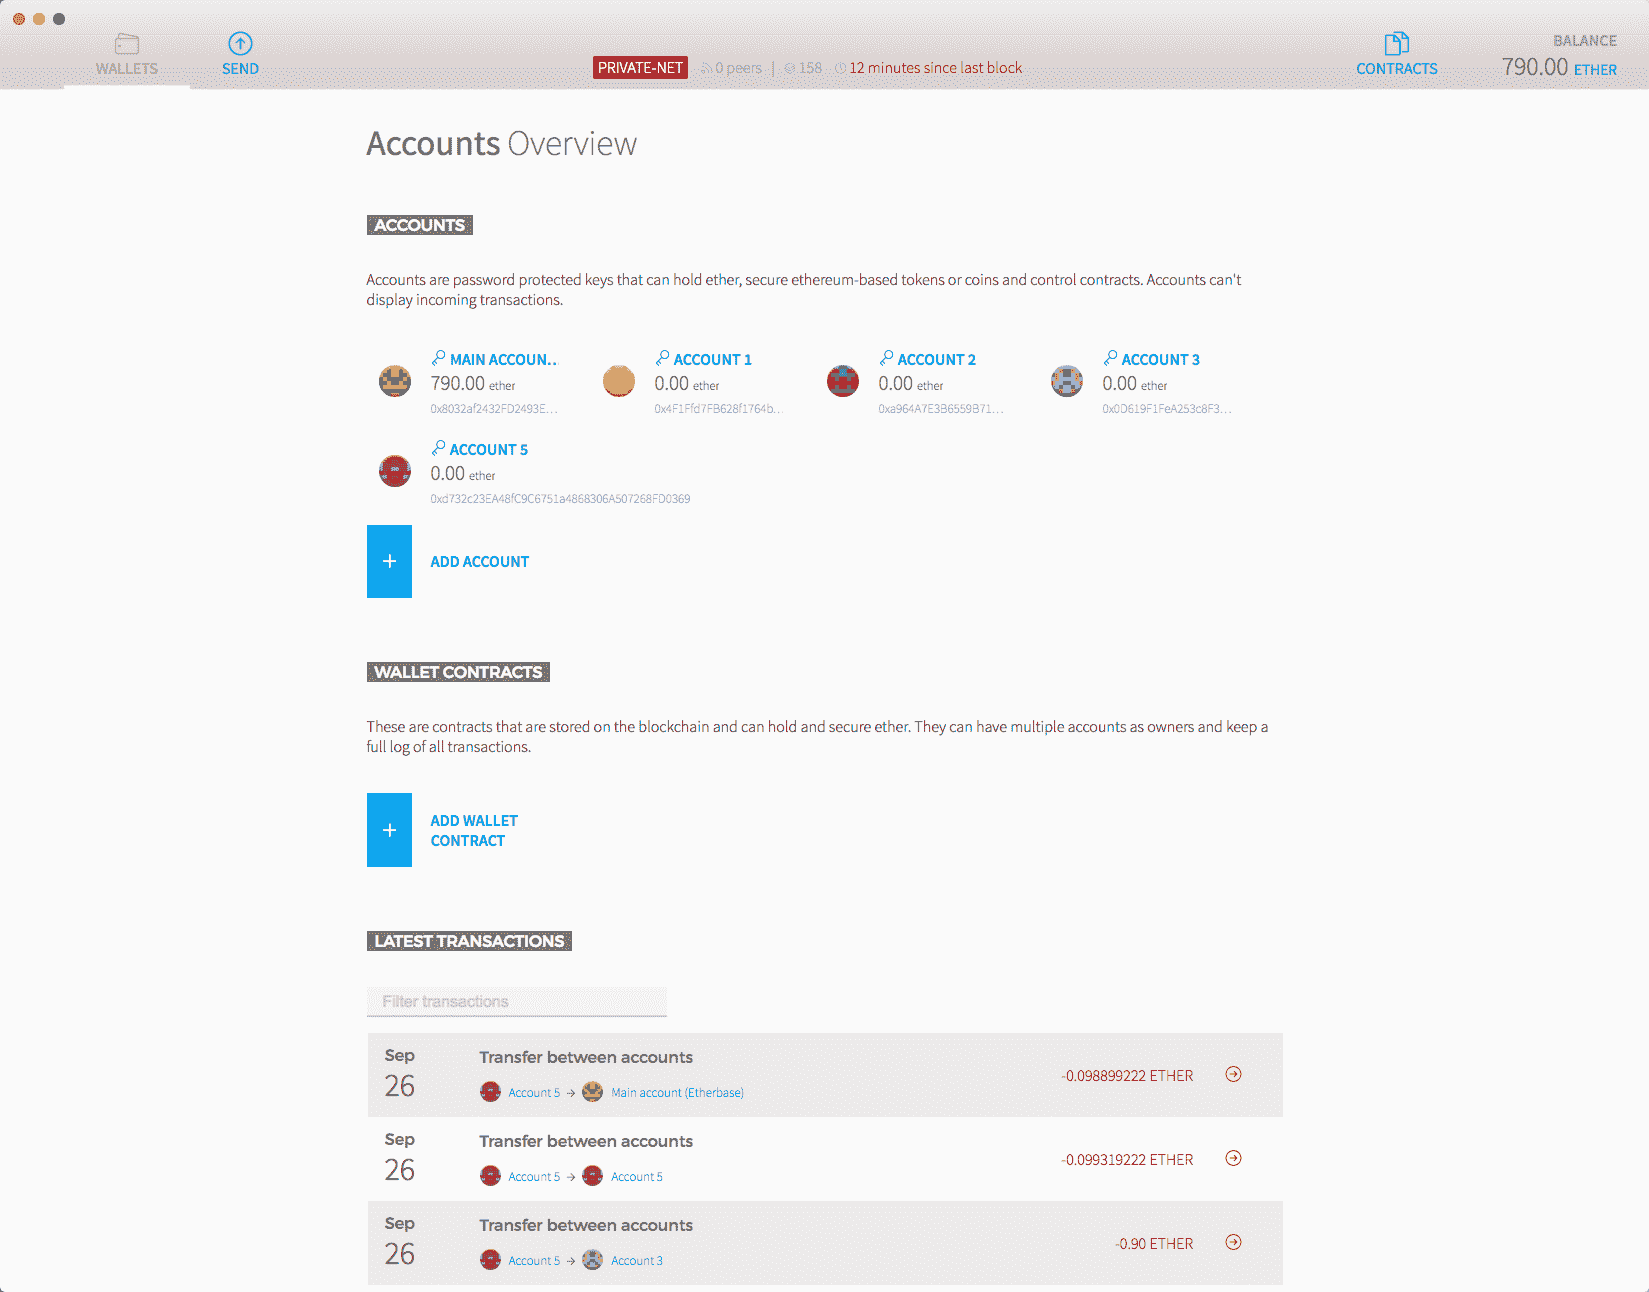 WALLETS
SEND
PRIVATE-NET 0 peers | 158 12 minutes since last block
CONTRACTS
BALANCE
790.00 ETHER
Accounts Overview
ACCOUNTS
Accounts are password protected keys that can hold ether, secure ethereum-based tokens or coins and control contracts. Accounts can't
display incoming transactions.
MAIN ACCOUN..
790.00 ether
0x8032af2432FD2493E...
ACCOUNT 1
0.00 ether
0x4F1Ffd7FB628f1764b...
ACCOUNT 2
0.00 ether
0xa964A7E3B6559B71...
ACCOUNT 3
0.00 ether
0x0D619F1FeA253c8F3...
ACCOUNT 5
0.00 ether
0xd732c23EA48fC9C6751a4868306A507268FD0369
+ ADD ACCOUNT
WALLET CONTRACTS
These are contracts that are stored on the blockchain and can hold and secure ether. They can have multiple accounts as owners and keep a
full log of all transactions.
+ ADD WALLET
CONTRACT
LATEST TRANSACTIONS
Filter transactions
Sep
26
Transfer between accounts
Account 5 → Main account (Etherbase)
-0.098899222 ETHER
Sep
26
Transfer between accounts
Account 5 → Account 5
-0.099319222 ETHER
Sep
26
Transfer between accounts
Account 5 → Account 3
-0.90 ETHER